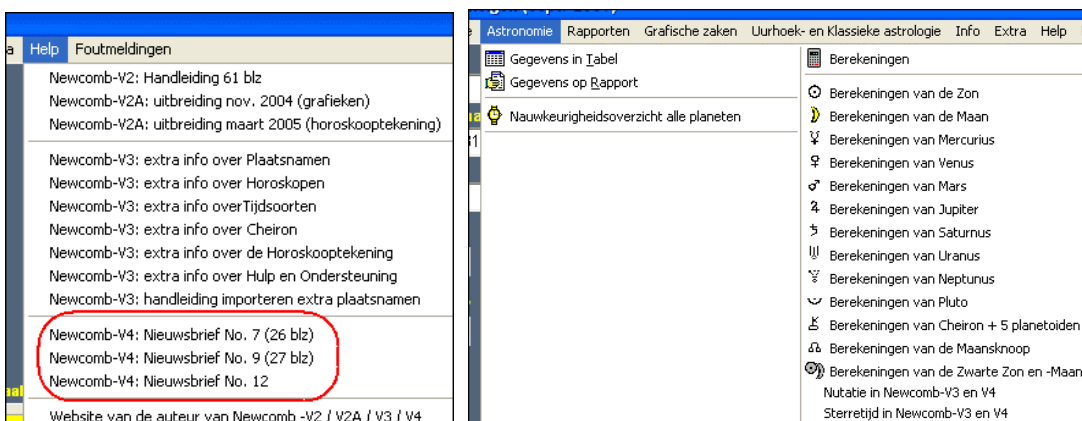 Help Foutmeldingen
Newcomb-V2: Handleiding 61 blz
Newcomb-V2A: uitbreiding nov. 2004 (grafieken)
Newcomb-V2A: uitbreiding maart 2005 (horoskooptekening)
Newcomb-V3: extra info over Plaatsnamen
Newcomb-V3: extra info over Horoskopen
Newcomb-V3: extra info overTijdsoorten
Newcomb-V3: extra info over Cheiron
Newcomb-V3: extra info over de Horoskooptekening
Newcomb-V3: extra info over Hulp en Ondersteuning
Newcomb-V3: handleiding importeren extra plaatsnamen
Newcomb-V4: Nieuwsbrief No. 7 (26 blz)
Newcomb-V4: Nieuwsbrief No. 9 (27 blz)
Newcomb-V4: Nieuwsbrief No. 12
Website van de auteur van Newcomb -V2 / V2A / V3 / V4
Astronomie Rapporten Grafische zaken Uurhoek- en Klassieke astrologie Info Extra Help
Gegevens in Tabel
Gegevens op Rapport
Nauwkeurigheidsoverzicht alle planeten
Berekeningen
Berekeningen van de Zon
Berekeningen van de Maan
Berekeningen van Mercurius
Berekeningen van Venus
Berekeningen van Mars
Berekeningen van Jupiter
Berekeningen van Saturnus
Berekeningen van Uranus
Berekeningen van Neptunus
Berekeningen van Pluto
Berekeningen van Cheiron + 5 planetoiden
Berekeningen van de Maansknoop
Berekeningen van de Zwarte Zon en -Maan
Nutatie in Newcomb-V3 en V4
Sterretijd in Newcomb-V3 en V4